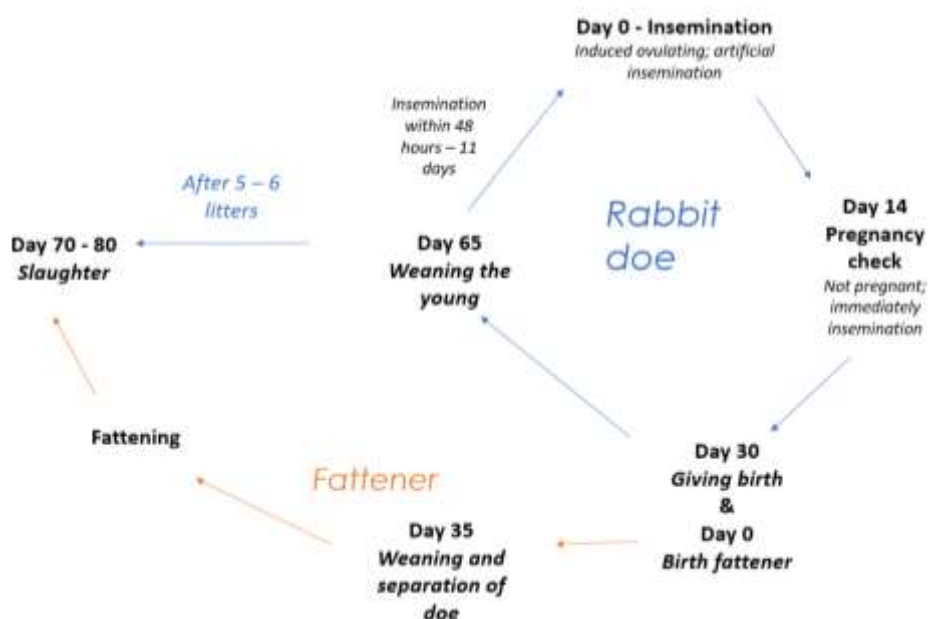 Day 0 - Insemination
Induced ovulating; artificial
insemination
Insemination
within 48
hours – 11
days
After 5 – 6
litters
Rabbit
doe
Day 14
Pregnancy
check
Not pregnant;
immediately
insemination
Day 70 - 80
Slaughter
Day 65
Weaning the
young
Fattening
Fattener
Day 30
Giving birth
&
Day 0
Birth fattener
Day 35
Weaning and
separation of
doe